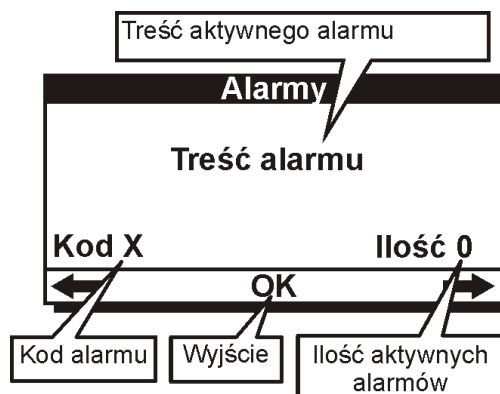 Treść aktywnego alarmu
Alarmy
Treść alarmu
Kod X
Ilość 0
OK
Kod alarmu
Wyjście
Ilość aktywnych
alarmów